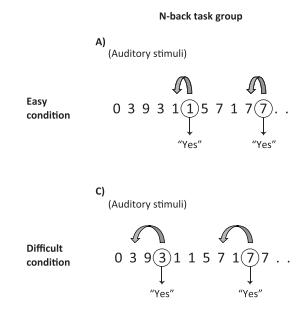 N-back task group
A)
(Auditory stimuli)
Easy
condition
0 3 9 3 1 1 5 7 1 7 7 . .
"Yes" "Yes"
C)
(Auditory stimuli)
Difficult
condition
0 3 9 3 1 1 5 7 1 7 7 . .
"Yes" "Yes"